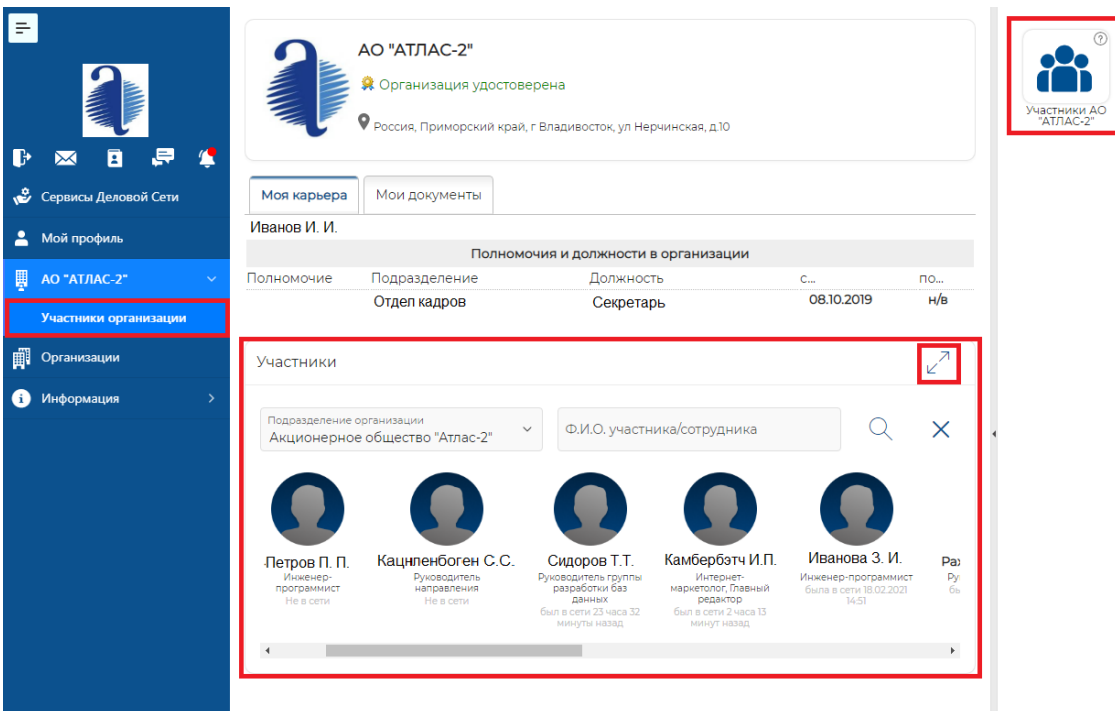 Сервисы Деловой Сети
Мой профиль
АО "АТЛАС-2"
Участники организации
Организации
Информация
АО "АТЛАС-2"
Организация удостоверена
Россия, Приморский край, г Владивосток, ул Нерчинская, д.10
Моя карьера
Мои документы
Иванов И. И.
Полномочия и должности в организации
Полномочие Подразделение Должность с... по...
Отдел кадров Секретарь 08.10.2019 н/в
Участники
Подразделение организации
Акционерное общество "Атлас-2"
Ф.И.О. участника/сотрудника
Петров П. П.
Инженер-
программист
Не в сети
Кацнпенбоген С.С.
Руководитель
направления
Не в сети
Сидоров Т.Т.
Руководитель группы
разработки баз
данных
был в сети 23 часа 32
минуты назад
Камбербэтч И.П.
Интернет-
маркетолог, Главный
редактор
был в сети 2 часа 13
минут назад
Иванова З. И.
Инженер-программист
была в сети 18.02.2021
14:51
Участники АО
"АТЛАС-2"